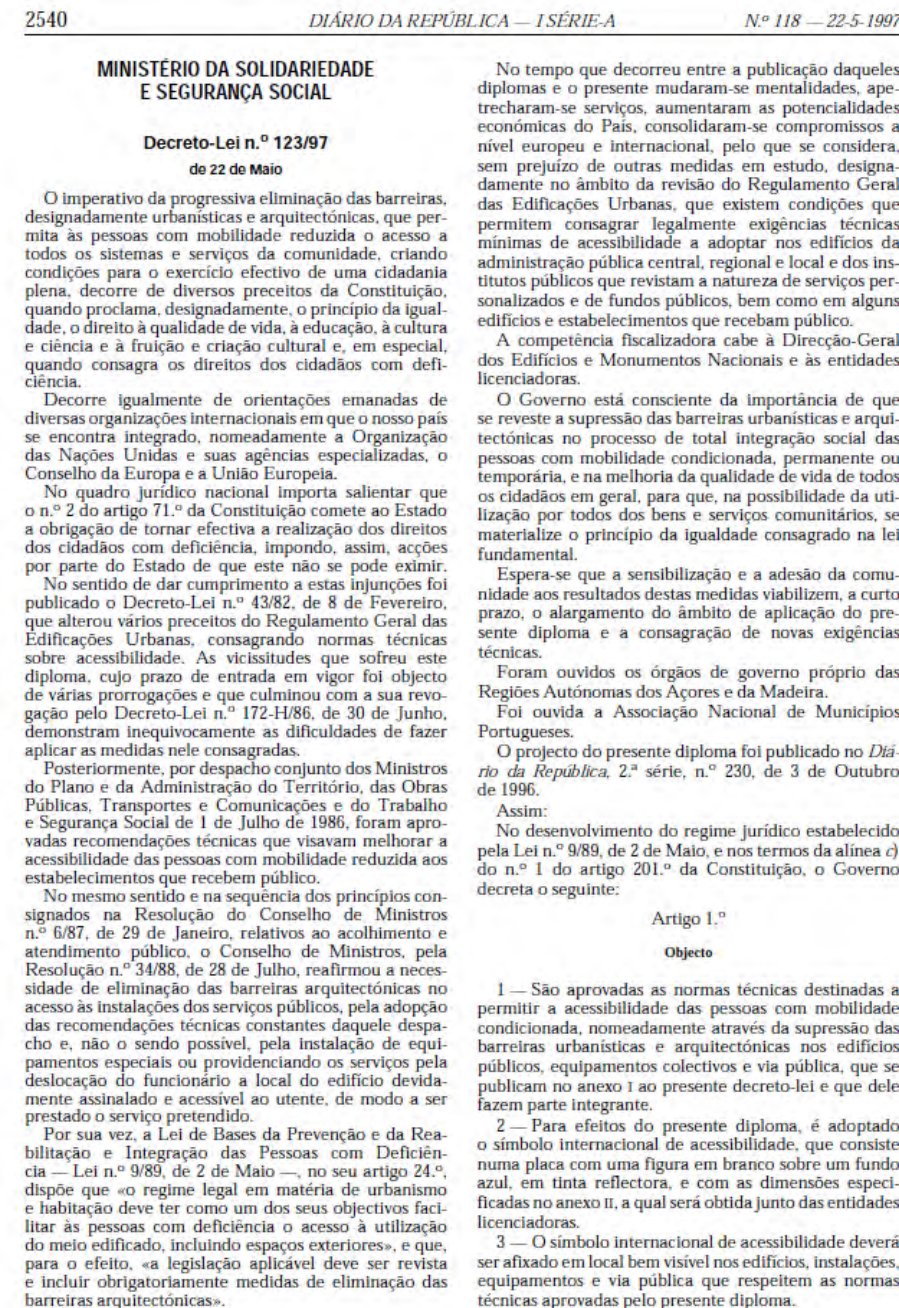 2540
DIÁRIO DA REPÚBLICA — I SÉRIE-A
N.º 118 — 22-5-1997
MINISTÉRIO DA SOLIDARIEDADE
E SEGURANÇA SOCIAL
Decreto-Lei n.º 123/97
de 22 de Maio
O imperativo da progressiva eliminação das barreiras,
designadamente urbanísticas e arquitectónicas, que per-
mita às pessoas com mobilidade reduzida o acesso a
todos os sistemas e serviços da comunidade, criando
condições para o exercício efectivo de uma cidadania
plena, decorre de diversos preceitos da Constituição,
quando proclama, designadamente, o princípio da igual-
dade, o direito à qualidade de vida, à educação, à cultura
e ciência e à fruição e criação cultural e, em especial,
quando consagra os direitos dos cidadãos com defi-
ciência.
Decorre igualmente de orientações emanadas de
diversas organizações internacionais em que o nosso país
se encontra integrado, nomeadamente a Organização
das Nações Unidas e suas agências especializadas, o
Conselho da Europa e a União Europeia.
No quadro jurídico nacional importa salientar que
o n.º 2 do artigo 71.º da Constituição comete ao Estado
a obrigação de tornar efectiva a realização dos direitos
dos cidadãos com deficiência, impondo, assim, acções
por parte do Estado de que este não se pode eximir.
No sentido de dar cumprimento a estas injunções foi
publicado o Decreto-Lei n.º 43/82, de 8 de Fevereiro,
que alterou vários preceitos do Regulamento Geral das
Edificações Urbanas, consagrando normas técnicas
sobre acessibilidade. As vicissitudes que sofreu este
diploma, cujo prazo de entrada em vigor foi objecto
de várias prorrogações e que culminou com a sua revo-
gação pelo Decreto-Lei n.º 172-H/86, de 30 de Junho,
demonstram inequivocamente as dificuldades de fazer
aplicar as medidas nele consagradas.
Posteriormente, por despacho conjunto dos Ministros
do Plano e da Administração do Território, das Obras
Públicas, Transportes e Comunicações e do Trabalho
e Segurança Social de 1 de Julho de 1986, foram apro-
vadas recomendações técnicas que visavam melhorar a
acessibilidade das pessoas com mobilidade reduzida aos
estabelecimentos que recebem público.
No mesmo sentido e na sequência dos princípios con-
signados na Resolução do Conselho de Ministros
n.º 6/87, de 29 de Janeiro, relativos ao acolhimento e
atendimento público, o Conselho de Ministros, pela
Resolução n.º 34/88, de 28 de Julho, reafirmou a neces-
sidade de eliminação das barreiras arquitectónicas no
acesso às instalações dos serviços públicos, pela adopção
das recomendações técnicas constantes daquele despa-
cho e, não o sendo possível, pela instalação de equi-
pamentos especiais ou providenciando os serviços pela
deslocação do funcionário a local do edifício devida-
mente assinalado e acessível ao utente, de modo a ser
prestado o serviço pretendido.
Por sua vez, a Lei de Bases da Prevenção e da Rea-
bilitação e Integração das Pessoas com Deficiên-
cia — Lei n.º 9/89, de 2 de Maio —, no seu artigo 24.º,
dispõe que «o regime legal em matéria de urbanismo
e habitação deve ter como um dos seus objectivos faci-
litar às pessoas com deficiência o acesso à utilização
do meio edificado, incluindo espaços exteriores», e que,
para o efeito, «a legislação aplicável deve ser revista
e incluir obrigatoriamente medidas de eliminação das
barreiras arquitectónicas».
No tempo que decorreu entre a publicação daqueles
diplomas e o presente mudaram-se mentalidades, ape-
trecharam-se serviços, aumentaram as potencialidades
económicas do País, consolidaram-se compromissos a
nível europeu e internacional, pelo que se considera,
sem prejuízo de outras medidas em estudo, designa-
damente no âmbito da revisão do Regulamento Geral
das Edificações Urbanas, que existem condições que
permitem consagrar legalmente exigências técnicas
mínimas de acessibilidade a adoptar nos edifícios da
administração pública central, regional e local e dos ins-
titutos públicos que revistam a natureza de serviços per-
sonalizados e de fundos públicos, bem como em alguns
edifícios e estabelecimentos que recebam público.
A competência fiscalizadora cabe à Direcção-Geral
dos Edifícios e Monumentos Nacionais e às entidades
licenciadoras.
O Governo está consciente da importância de que
se reveste a supressão das barreiras urbanísticas e arqui-
tectónicas no processo de total integração social das
pessoas com mobilidade condicionada, permanente ou
temporária, e na melhoria da qualidade de vida de todos
os cidadãos em geral, para que, na possibilidade da uti-
lização por todos dos bens e serviços comunitários, se
materialize o princípio da igualdade consagrado na lei
fundamental.
Espera-se que a sensibilização e a adesão da comu-
nidade aos resultados destas medidas viabilizem, a curto
prazo, o alargamento do âmbito de aplicação do pre-
sente diploma e a consagração de novas exigências
técnicas.
Foram ouvidos os órgãos de governo próprio das
Regiões Autónomas dos Açores e da Madeira.
Foi ouvida a Associação Nacional de Municípios
Portugueses.
O projecto do presente diploma foi publicado no Diá-
rio da República, 2.ª série, n.º 230, de 3 de Outubro
de 1996.
Assim:
No desenvolvimento do regime jurídico estabelecido
pela Lei n.º 9/89, de 2 de Maio, e nos termos da alínea c)
do n.º 1 do artigo 201.º da Constituição, o Governo
decreta o seguinte:
Artigo 1.º
Objecto
1 — São aprovadas as normas técnicas destinadas a
permitir a acessibilidade das pessoas com mobilidade
condicionada, nomeadamente através da supressão das
barreiras urbanísticas e arquitectónicas nos edifícios
públicos, equipamentos colectivos e via pública, que se
publicam no anexo I ao presente decreto-lei e que dele
fazem parte integrante.
2 — Para efeitos do presente diploma, é adoptado
o símbolo internacional de acessibilidade, que consiste
numa placa com uma figura em branco sobre um fundo
azul, em tinta reflectora, e com as dimensões especi-
ficadas no anexo II, a qual será obtida junto das entidades
licenciadoras.
3 — O símbolo internacional de acessibilidade deverá
ser afixado em local bem visível nos edifícios, instalações,
equipamentos e via pública que respeitem as normas
técnicas aprovadas pelo presente diploma.